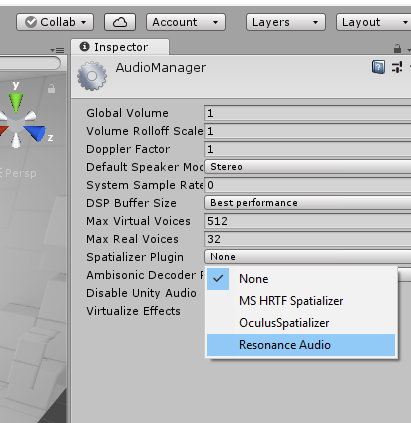 Collab Account Layers Layout
Inspector
AudioManager
Global Volume 1
Volume Rolloff Scale 1
Doppler Factor 1
Default Speaker Mod Stereo
System Sample Rate 0
DSP Buffer Size Best performance
Max Virtual Voices 512
Max Real Voices 32
Spatializer Plugin None
Ambisonic Decoder P
None
Disable Unity Audio
MS HRTF Spatializer
Virtualize Effects
OculusSpatializer
Resonance Audio
y
z
Persp